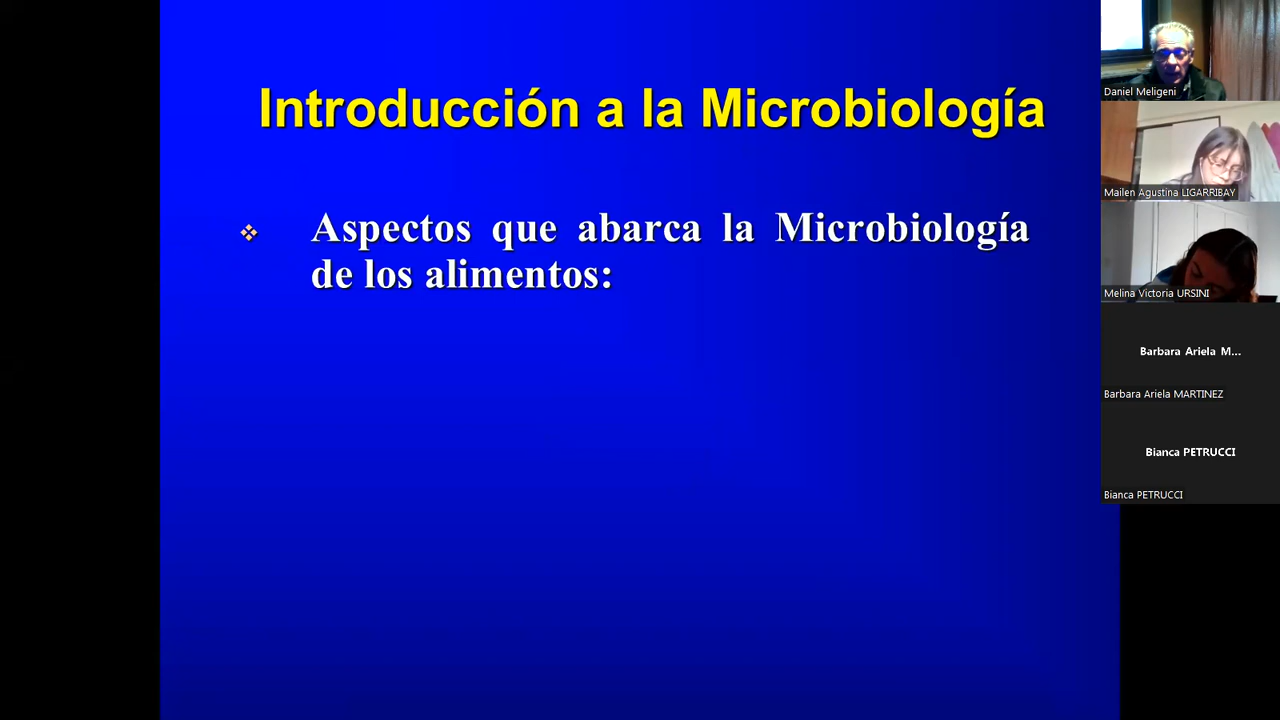 Introducción a la Microbiología
Aspectos que abarca la Microbiología
de los alimentos:
Daniel Meligeni
Mailen Agustina LIGARRIBAY
Melina Victoria URSINI
Barbara Ariela M...
Barbara Ariela MARTINEZ
Bianca PETRUCCI
Bianca PETRUCCI